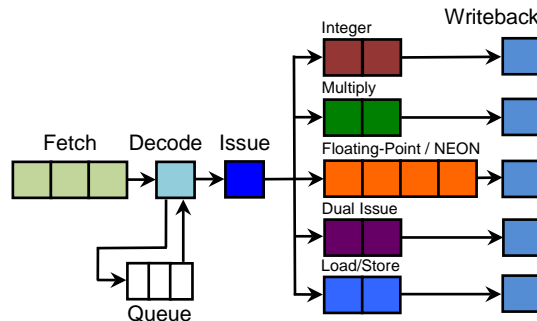 Writeback
Integer
Multiply
Fetch Decode Issue
Floating-Point / NEON
Dual Issue
Load/Store
Queue